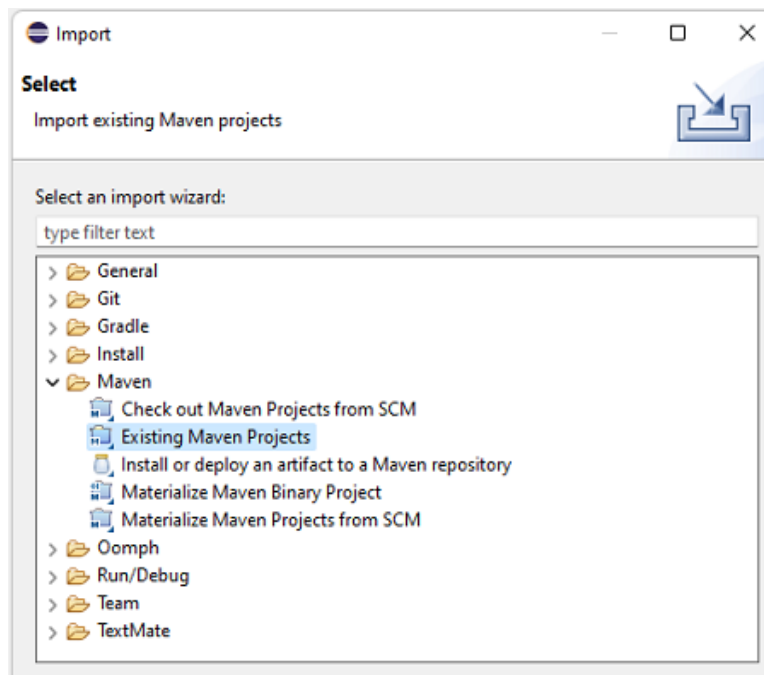 Import
Select
Import existing Maven projects
Select an import wizard:
type filter text
General
Git
Gradle
Install
Maven
Check out Maven Projects from SCM
Existing Maven Projects
Install or deploy an artifact to a Maven repository
Materialize Maven Binary Project
Materialize Maven Projects from SCM
Oomph
Run/Debug
Team
TextMate